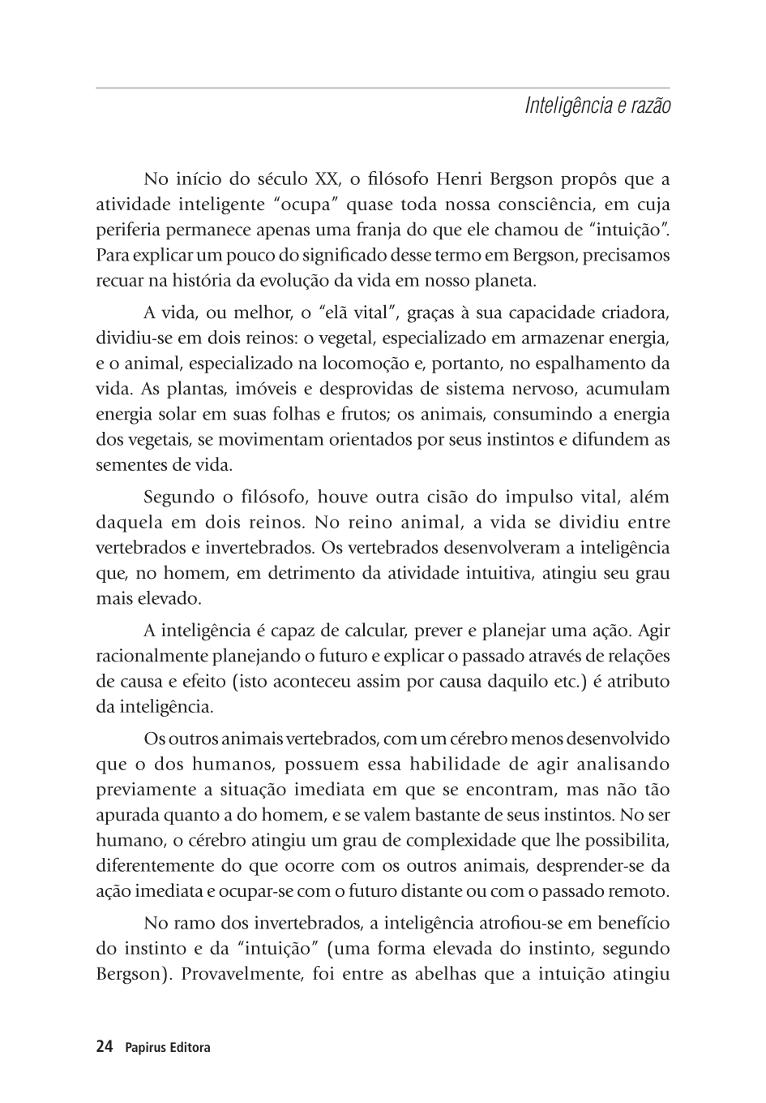 Inteligência e razão
No início do século XX, o filósofo Henri Bergson propôs que a
atividade inteligente “ocupa” quase toda nossa consciência, em cuja
periferia permanece apenas uma franja do que ele chamou de “intuição”.
Para explicar um pouco do significado desse termo em Bergson, precisamos
recuar na história da evolução da vida em nosso planeta.
A vida, ou melhor, o “elã vital”, graças à sua capacidade criadora,
dividiu-se em dois reinos: o vegetal, especializado em armazenar energia,
e o animal, especializado na locomoção e, portanto, no espalhamento da
vida. As plantas, imóveis e desprovidas de sistema nervoso, acumulam
energia solar em suas folhas e frutos; os animais, consumindo a energia
dos vegetais, se movimentam orientados por seus instintos e difundem as
sementes de vida.
Segundo o filósofo, houve outra cisão do impulso vital, além
daquela em dois reinos. No reino animal, a vida se dividiu entre
vertebrados e invertebrados. Os vertebrados desenvolveram a inteligência
que, no homem, em detrimento da atividade intuitiva, atingiu seu grau
mais elevado.
A inteligência é capaz de calcular, prever e planejar uma ação. Agir
racionalmente planejando o futuro e explicar o passado através de relações
de causa e efeito (isto aconteceu assim por causa daquilo etc.) é atributo
da inteligência.
Os outros animais vertebrados, com um cérebro menos desenvolvido
que o dos humanos, possuem essa habilidade de agir analisando
previamente a situação imediata em que se encontram, mas não tão
apurada quanto a do homem, e se valem bastante de seus instintos. No ser
humano, o cérebro atingiu um grau de complexidade que lhe possibilita,
diferentemente do que ocorre com os outros animais, desprender-se da
ação imediata e ocupar-se com o futuro distante ou com o passado remoto.
No ramo dos invertebrados, a inteligência atrofiou-se em benefício
do instinto e da “intuição” (uma forma elevada do instinto, segundo
Bergson). Provavelmente, foi entre as abelhas que a intuição atingiu
24 Papirus Editora